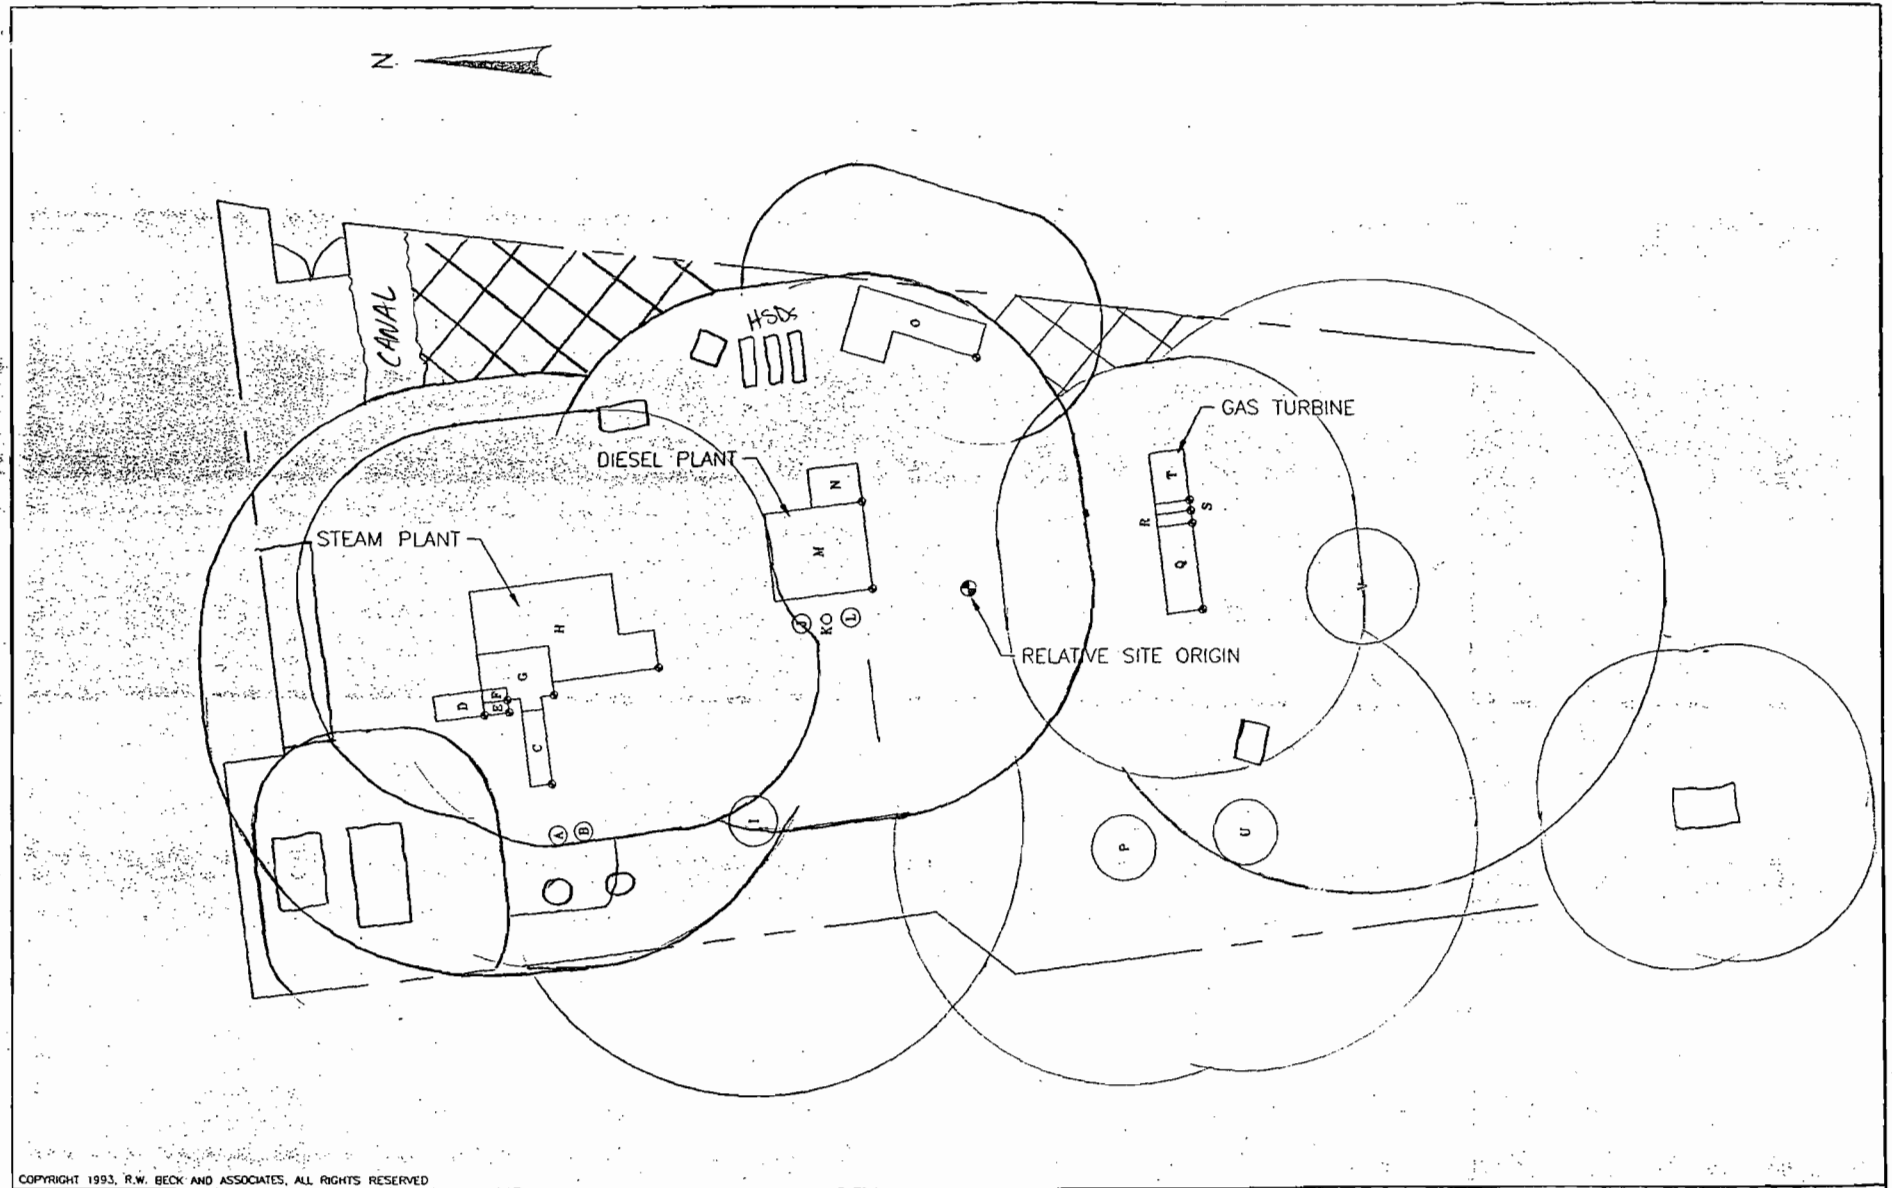 N
CANAL
HSDs
O
GAS TURBINE
DIESEL PLANT
N
T
R
S
STEAM PLANT
M
Q
V
H
J
K
L
RELATIVE SITE ORIGIN
G
D
E
F
C
I
A
B
P
U
COPYRIGHT 1993, R.W. BECK AND ASSOCIATES, ALL RIGHTS RESERVED